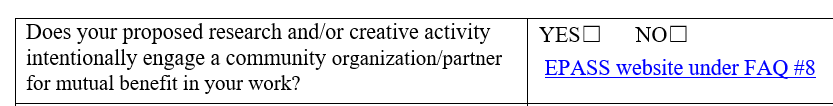 Does your proposed research and/or creative activity
intentionally engage a community organization/partner
for mutual benefit in your work?
YES☐ NO☐
EPASS website under FAQ #8